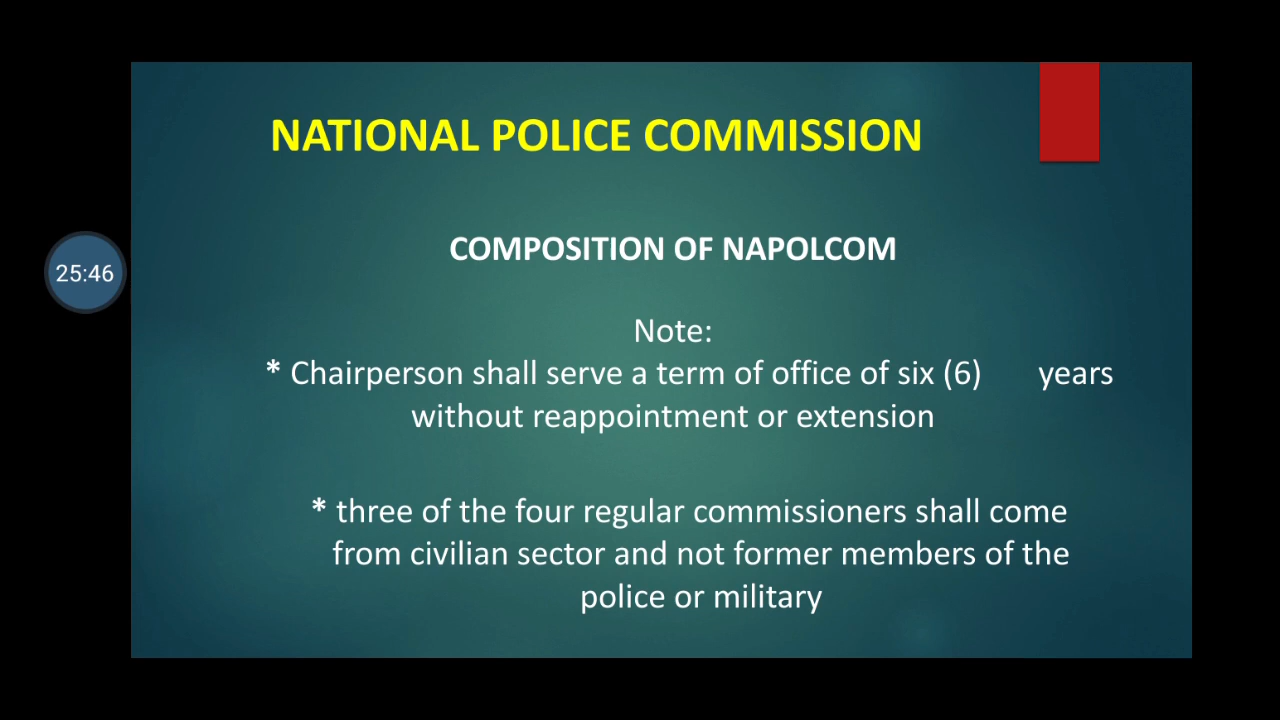 NATIONAL POLICE COMMISSION
25:46
COMPOSITION OF NAPOLCOM
Note:
* Chairperson shall serve a term of office of six (6) years
without reappointment or extension
* three of the four regular commissioners shall come
from civilian sector and not former members of the
police or military